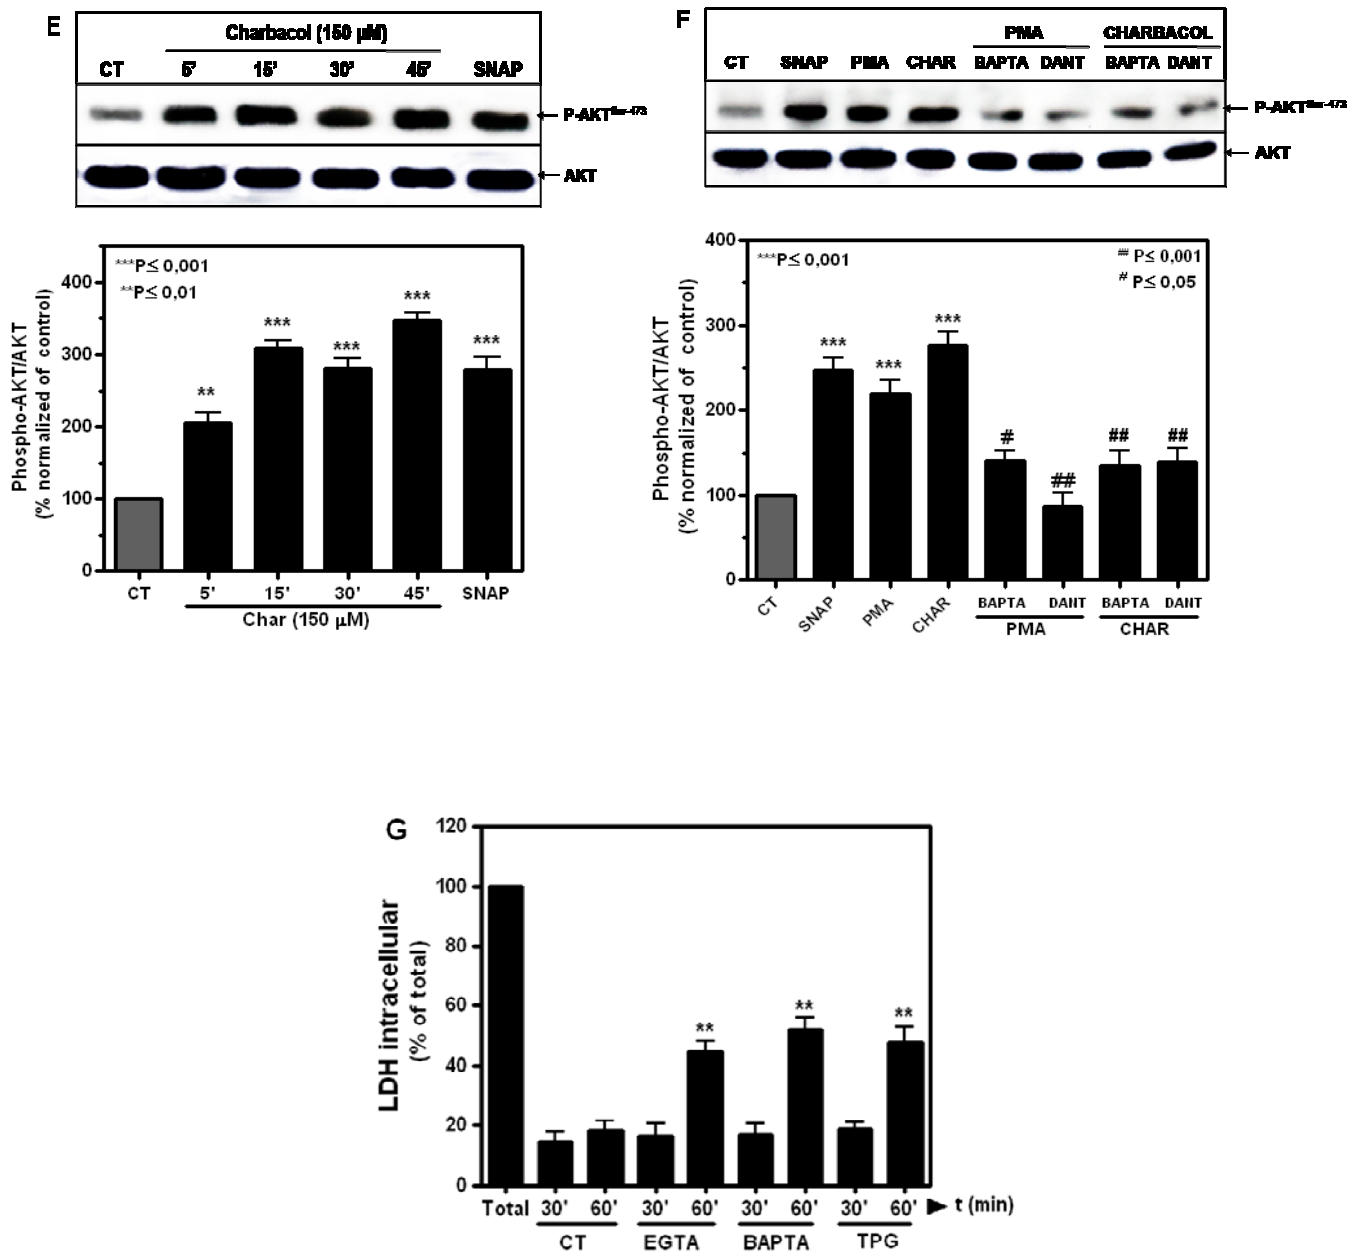 E
Charbacol (150 µM)
CT 5' 15' 30' 45' SNAP
P-AKTSer-473
AKT
***P≤ 0,001
**P≤ 0,01
Phospho-AKT/AKT
(% normalized of control)
400
300
200
100
0
** *** *** *** ***
CT 5' 15' 30' 45' SNAP
Char (150 µM)
F
PMA CHARBACOL
CT SNAP PMA CHAR BAPTA DANT BAPTA DANT
P-AKTSer-473
AKT
***P≤ 0,001
## P≤ 0,001
# P≤ 0,05
Phospho-AKT/AKT
(% normalized of control)
400
300
200
100
0
*** *** *** # ## ## ##
CT SNAP PMA CHAR BAPTA DANT BAPTA DANT
PMA CHAR
G
LDH intracellular
(% of total)
120
100
80
60
40
20
0
** ** **
Total 30' 60' 30' 60' 30' 60' 30' 60' t (min)
CT EGTA BAPTA TPG